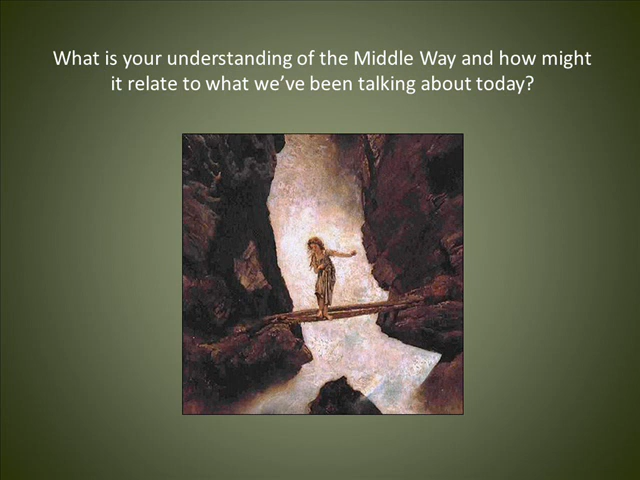 What is your understanding of the Middle Way and how might
it relate to what we’ve been talking about today?